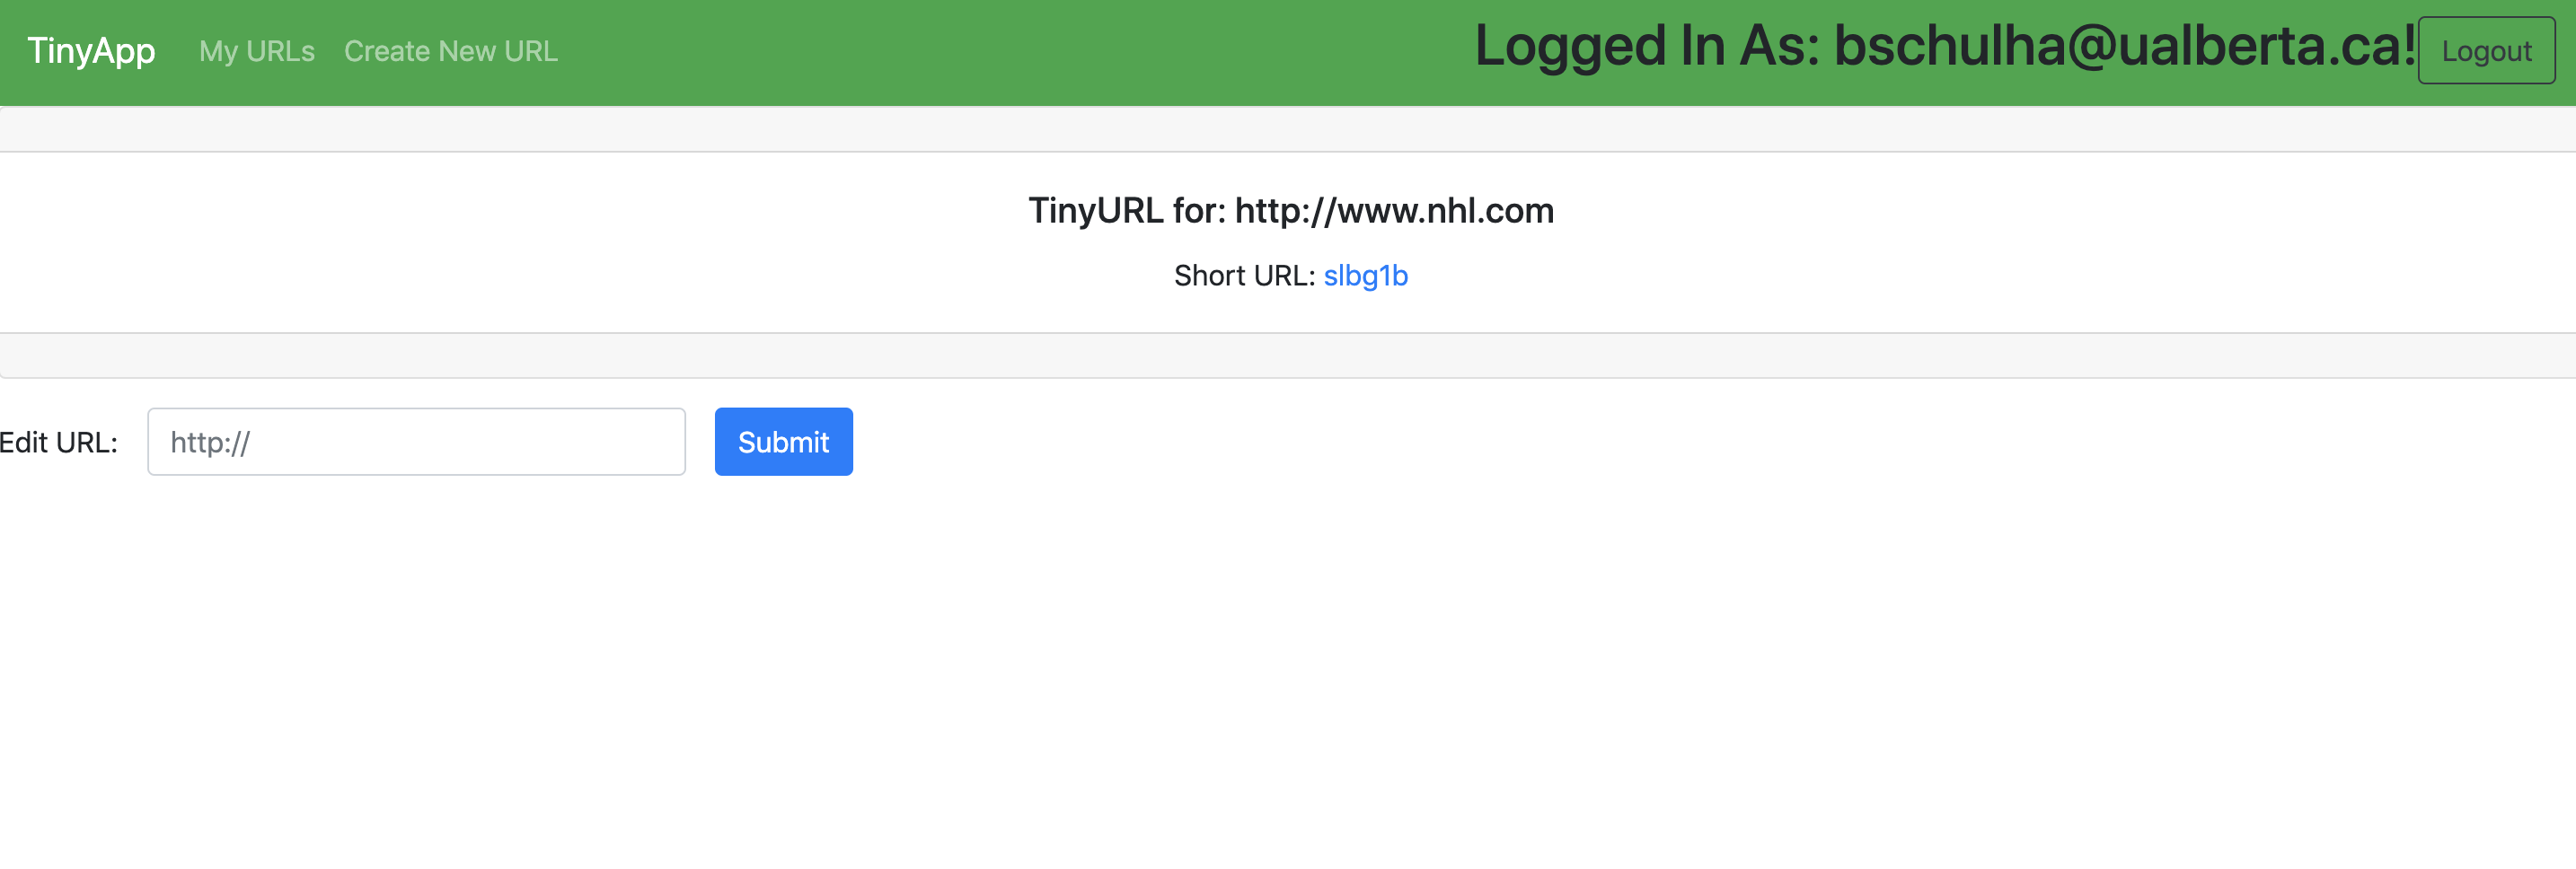 TinyApp My URLs Create New URL Logged In As: bschulha@ualberta.ca! Logout
TinyURL for: http://www.nhl.com
Short URL: slbg1b
Edit URL: http:// Submit